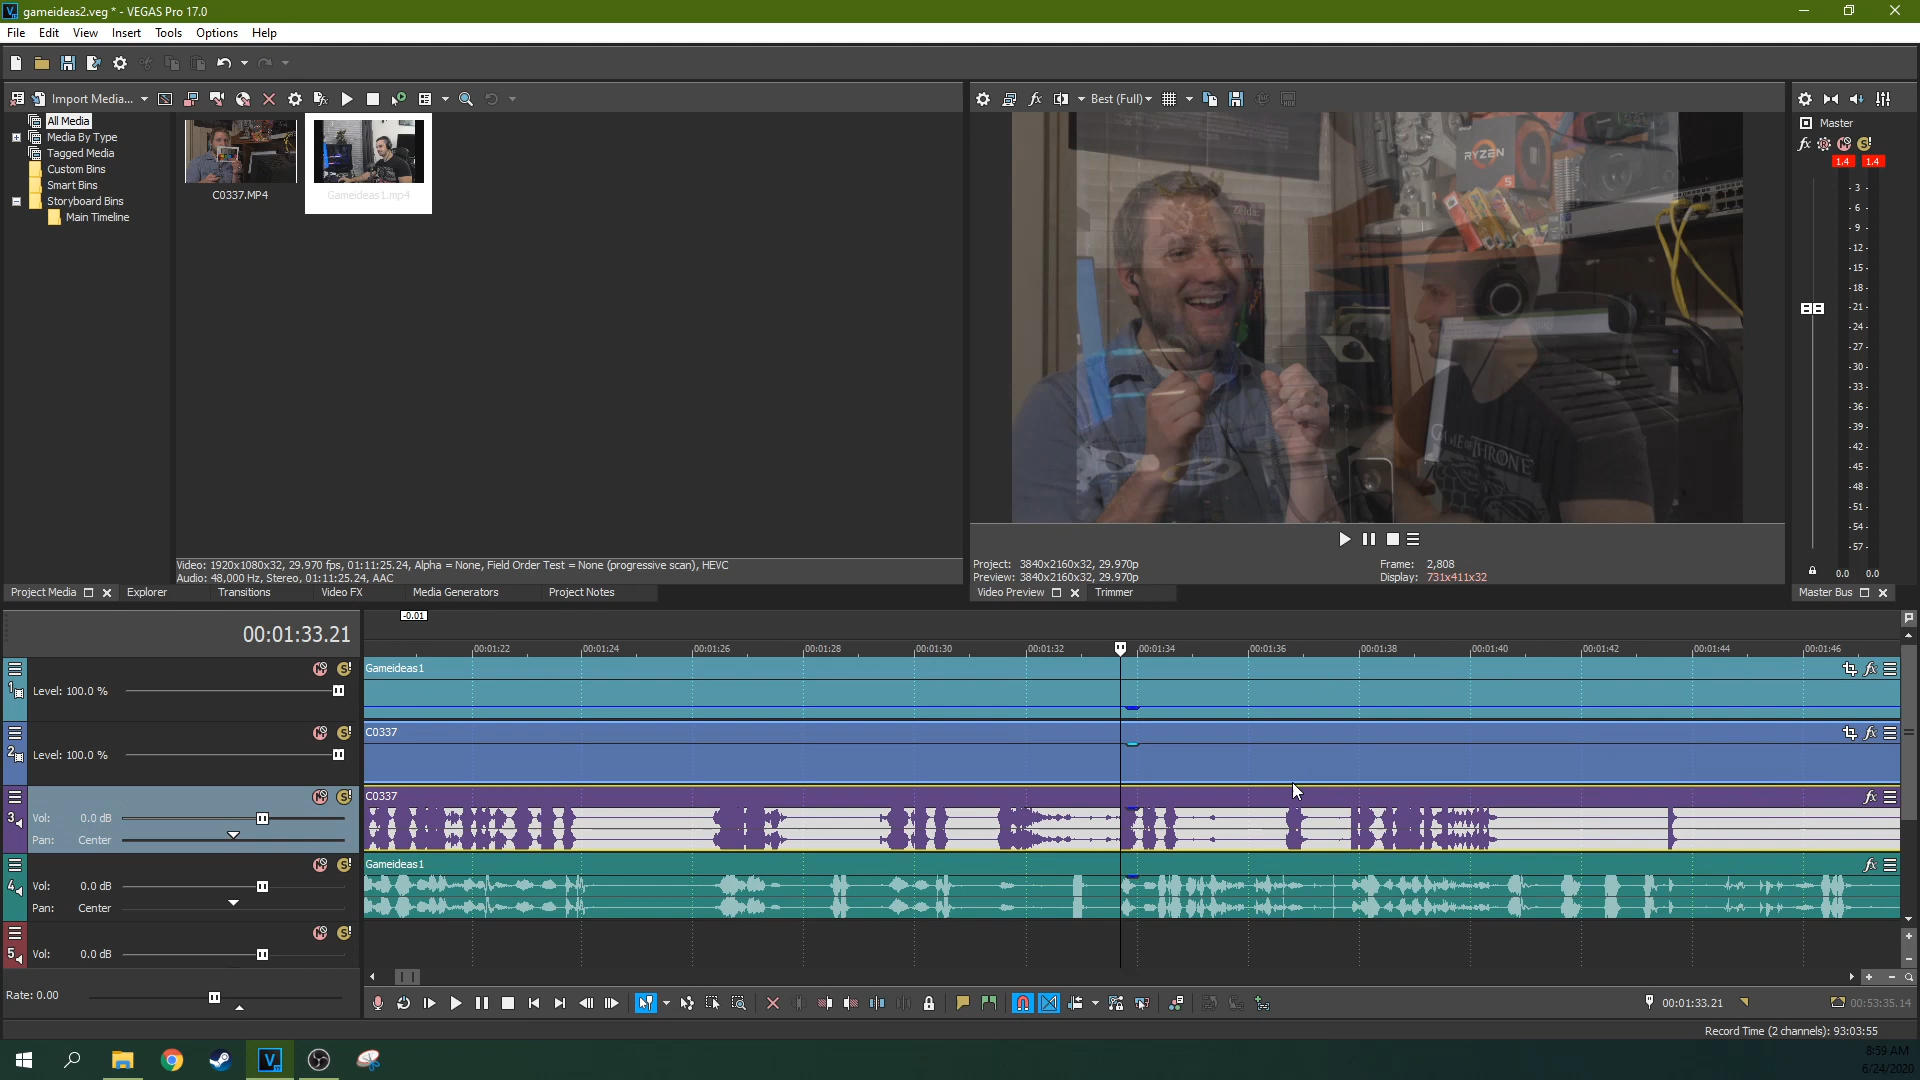 gameideas2.veg * - VEGAS Pro 17.0
File Edit View Insert Tools Options Help
Import Media... Best (Full)
All Media
Media By Type
Tagged Media
Custom Bins
Smart Bins
Storyboard Bins
Main Timeline
C0337.MP4
Gameideas1.mp4
RYZEN
5
Zelda
GAME OF THRONE
Master
1.4 1.4
- 3 -
- 6 -
- 9 -
- 12 -
- 15 -
- 18 -
- 21 -
- 24 -
- 27 -
- 30 -
- 33 -
- 36 -
- 39 -
- 42 -
- 45 -
- 48 -
- 51 -
- 54 -
- 57 -
0.0 0.0
Video: 1920x1080x32, 29.970 fps, 01:11:25.24, Alpha = None, Field Order Test = None (progressive scan), HEVC
Audio: 48,000 Hz, Stereo, 01:11:25.24, AAC
Project: 3840x2160x32, 29.970p Frame: 2,808
Preview: 3840x2160x32, 29.970p Display: 731x411x32
Project Media Explorer Transitions Video FX Media Generators Project Notes Video Preview Trimmer Master Bus
-0.01
00:01:33.21
00:01:22 00:01:24 00:01:26 00:01:28 00:01:30 00:01:32 00:01:34 00:01:36 00:01:38 00:01:40 00:01:42 00:01:44 00:01:46
1 Level: 100.0 % Gameideas1
2 Level: 100.0 % C0337
3 Vol: 0.0 dB C0337
Pan: Center
4 Vol: 0.0 dB Gameideas1
Pan: Center
5 Vol: 0.0 dB
Rate: 0.00
00:01:33.21 00:53:35.14
Record Time (2 channels): 93:03:55
8:59 AM
6/24/2020